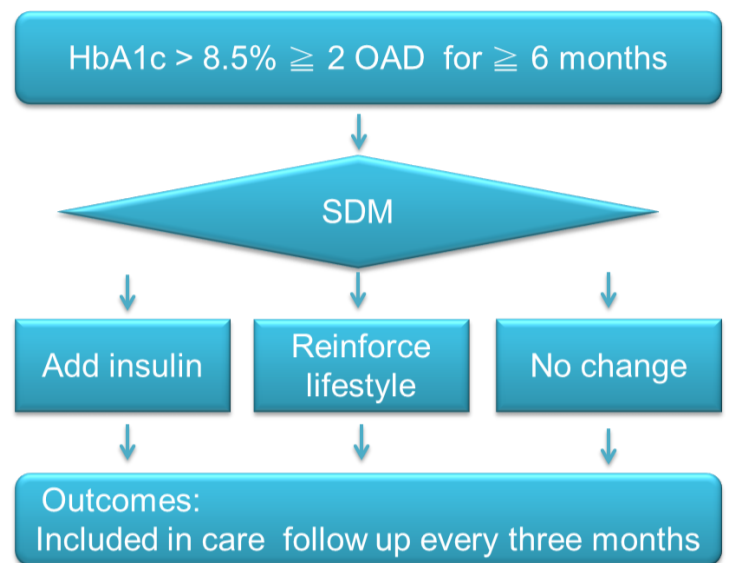 HbA1c > 8.5% ≧ 2 OAD for ≧ 6 months
SDM
Add insulin
Reinforce
lifestyle
No change
Outcomes:
Included in care follow up every three months